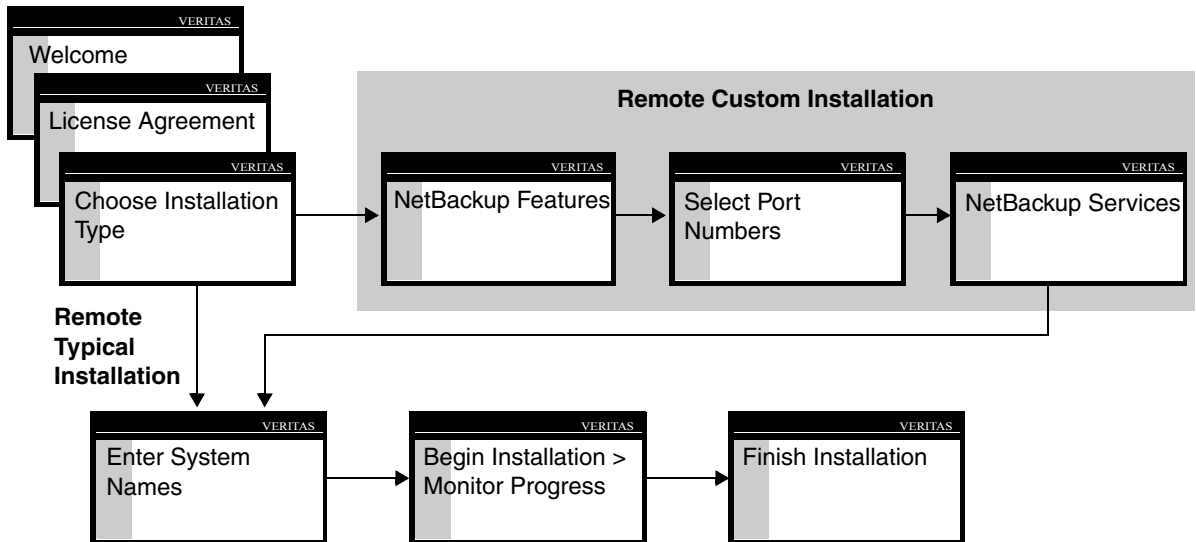 VERITAS
Welcome
VERITAS
License Agreement
VERITAS
Choose Installation
Type
Remote Custom Installation
VERITAS
NetBackup Features
VERITAS
Select Port
Numbers
VERITAS
NetBackup Services
Remote
Typical
Installation
VERITAS
Enter System
Names
VERITAS
Begin Installation >
Monitor Progress
VERITAS
Finish Installation